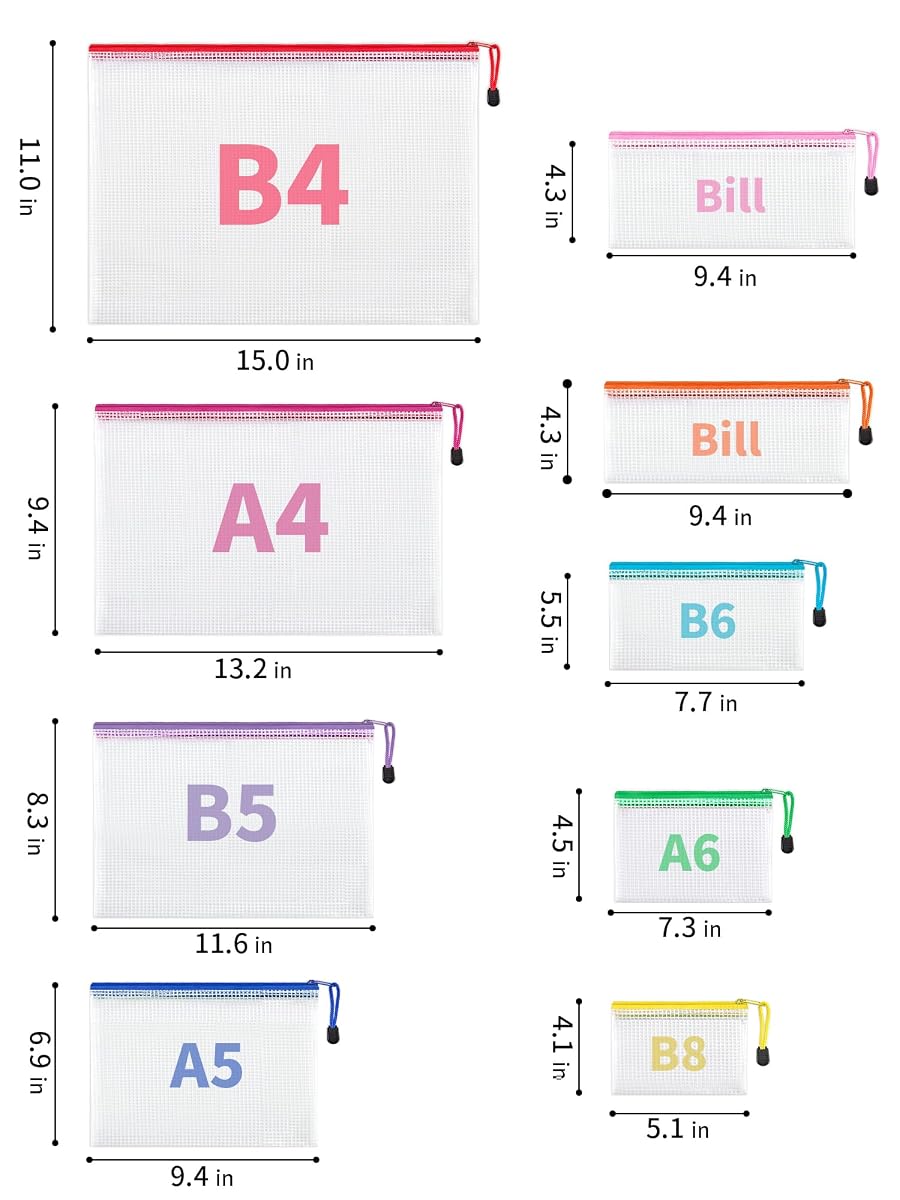 B4
11.0 in
15.0 in
Bill
4.3 in
9.4 in
A4
9.4 in
13.2 in
Bill
4.3 in
9.4 in
B6
5.5 in
7.7 in
B5
8.3 in
11.6 in
A6
4.5 in
7.3 in
A5
6.9 in
9.4 in
B8
4.1 in
5.1 in